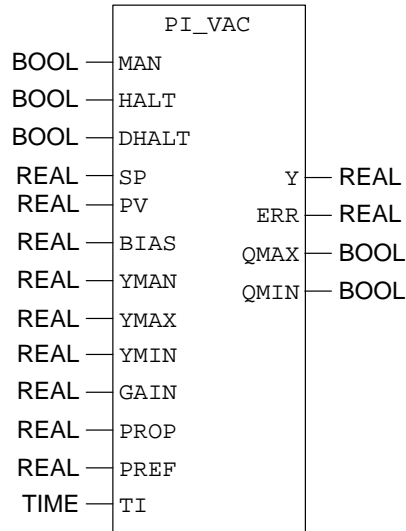 PI_VAC
BOOL MAN
BOOL HALT
BOOL DHALT
REAL SP Y REAL
REAL PV
ERR REAL
REAL BIAS QMAX BOOL
REAL YMAN QMIN BOOL
REAL YMAX
REAL YMIN
REAL GAIN
REAL PROP
REAL PREF
TIME TI